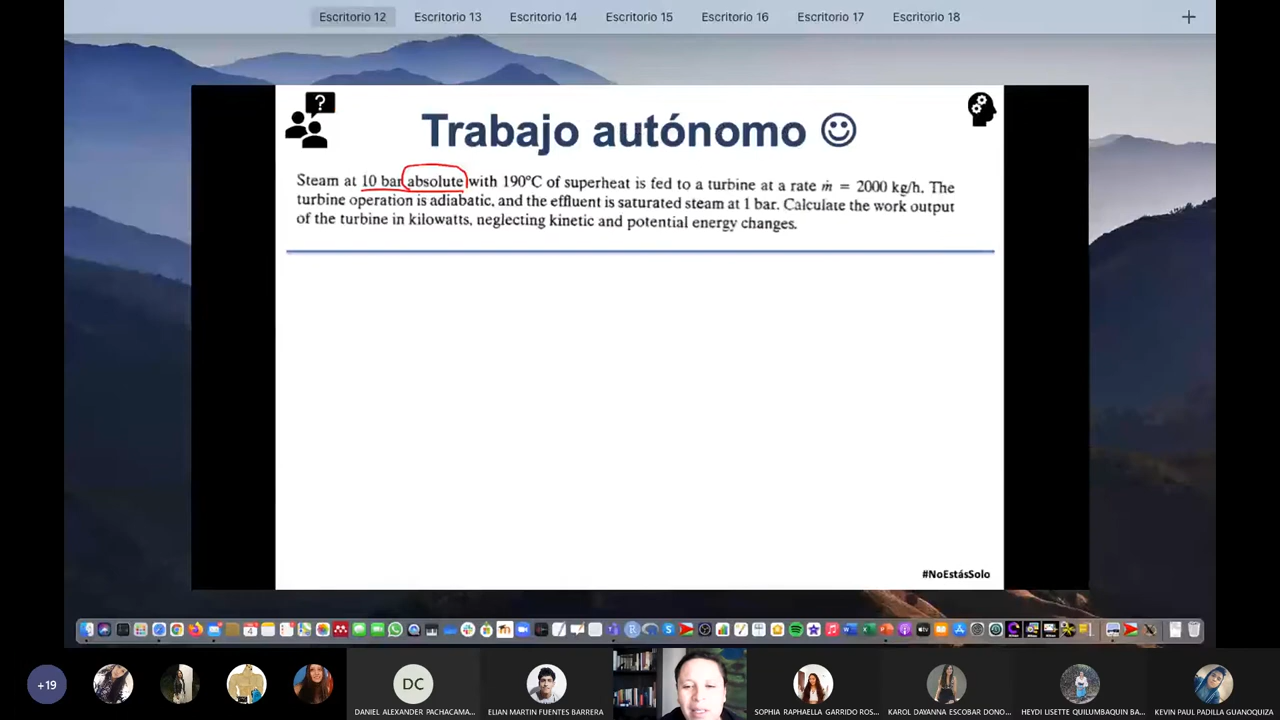 Escritorio 12 Escritorio 13 Escritorio 14 Escritorio 15 Escritorio 16 Escritorio 17 Escritorio 18
Trabajo autónomo
Steam at 10 bar absolute with 190°C of superheat is fed to a turbine at a rate ṁ = 2000 kg/h. The
turbine operation is adiabatic, and the effluent is saturated steam at 1 bar. Calculate the work output
of the turbine in kilowatts, neglecting kinetic and potential energy changes.
#NoEstásSolo
+19
DC
DANIEL ALEXANDER PACHACAMA...
ELIAN MARTIN FUENTES BARRERA
SOPHIA RAPHAELLA GARRIDO ROS...
KAROL DAYANNA ESCOBAR DONO...
HEYDI LISETTE QUILUMBAQUIN BA...
KEVIN PAUL PADILLA GUANOQUIZA